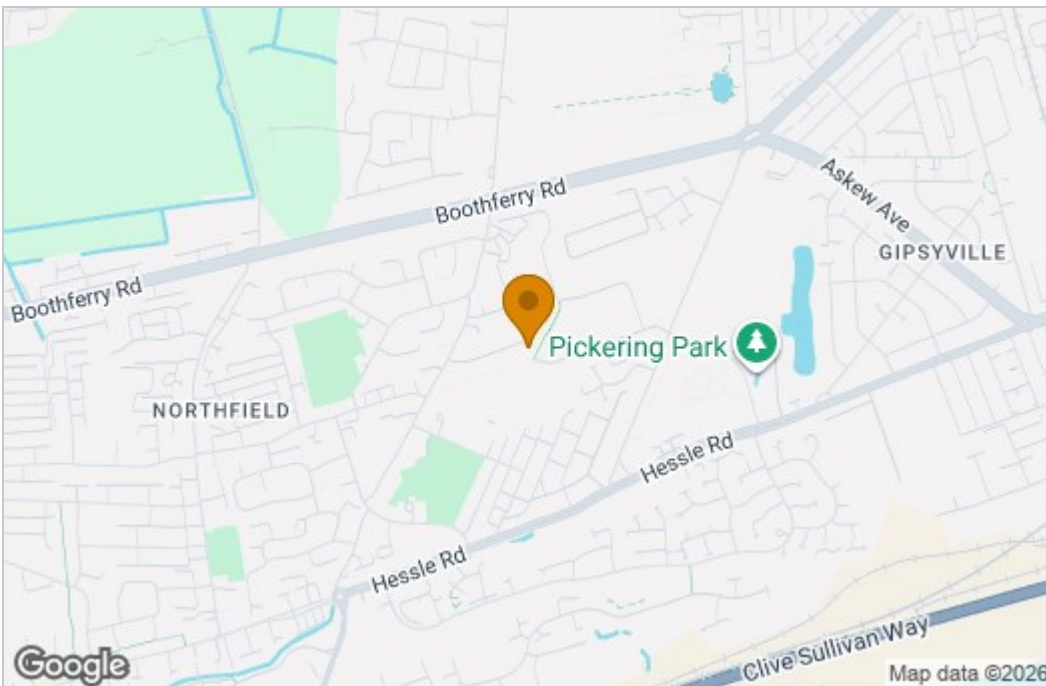 Boothferry Rd
Askew Ave
GIPSYVILLE
Boothferry Rd
Pickering Park
NORTHFIELD
Hessle Rd
Hessle Rd
Clive Sullivan Way
Google
Map data ©2026